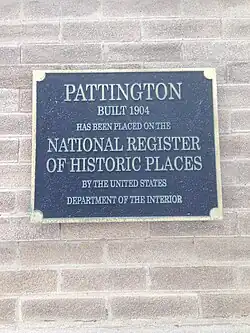 PATTINGTON
BUILT 1904
HAS BEEN PLACED ON THE
NATIONAL REGISTER
OF HISTORIC PLACES
BY THE UNITED STATES
DEPARTMENT OF THE INTERIOR